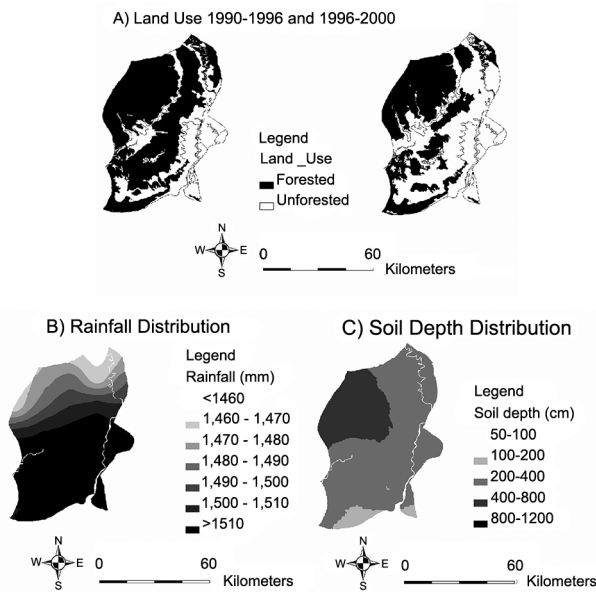 A) Land Use 1990-1996 and 1996-2000
Legend
Land _Use
Forested
Unforested
N
W E
S
0 60
Kilometers
B) Rainfall Distribution
Legend
Rainfall (mm)
<1460
1,460 - 1,470
1,470 - 1,480
1,480 - 1,490
1,490 - 1,500
1,500 - 1,510
>1510
N
W E
S
0 60
Kilometers
C) Soil Depth Distribution
Legend
Soil depth (cm)
50-100
100-200
200-400
400-800
800-1200
N
W E
S
0 60
Kilometers